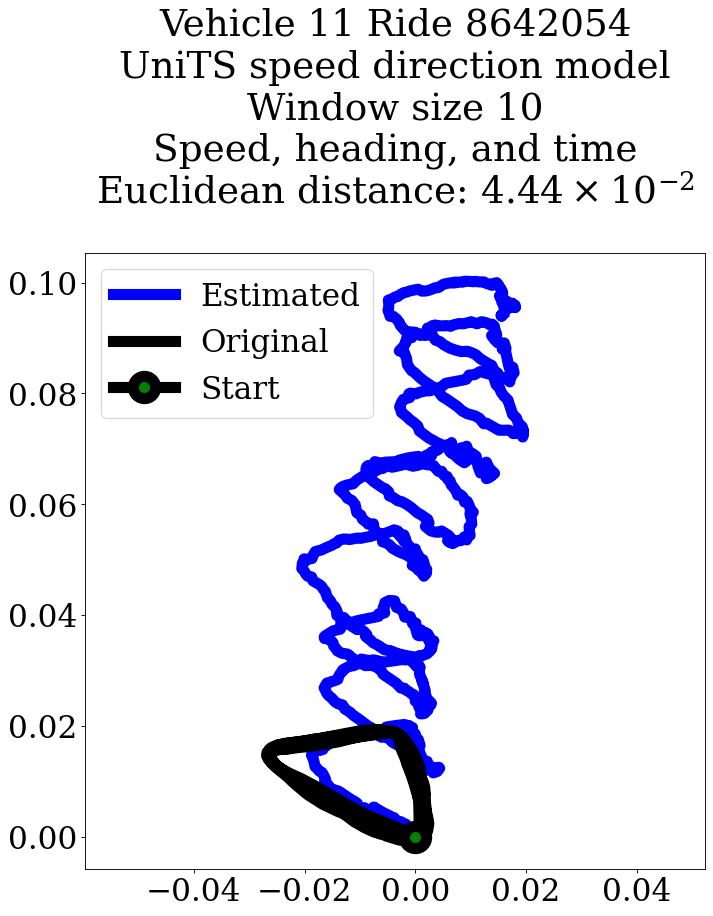 Vehicle 11 Ride 8642054
UniTS speed direction model
Window size 10
Speed, heading, and time
Euclidean distance: 4.44 × 10⁻²
Estimated
Original
Start
0.10
0.08
0.06
0.04
0.02
0.00
−0.04 −0.02 0.00 0.02 0.04